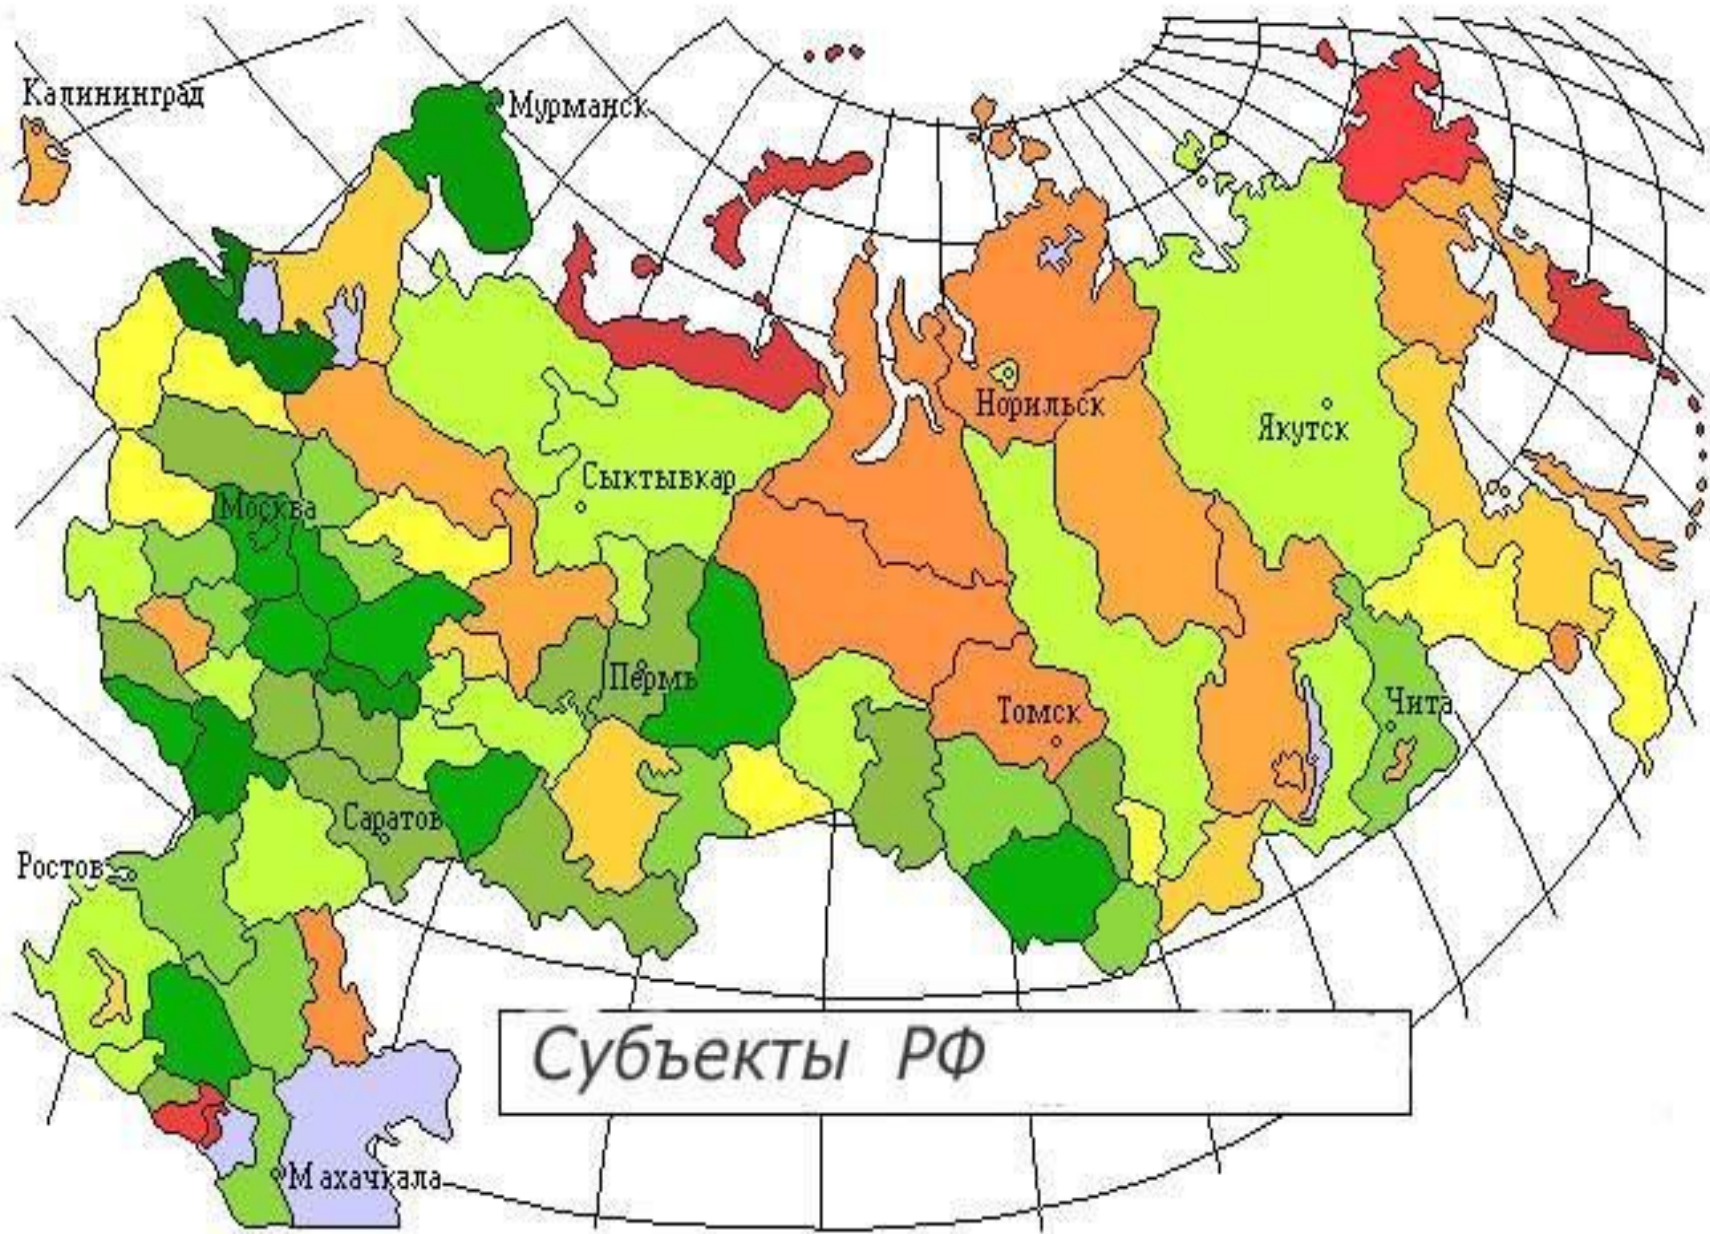 Калининград
Мурманск
Норильск
Якутск
Сыктывкар
Москва
Пермь
Томск
Чита
Саратов
Ростов
Субъекты РФ
Махачкала